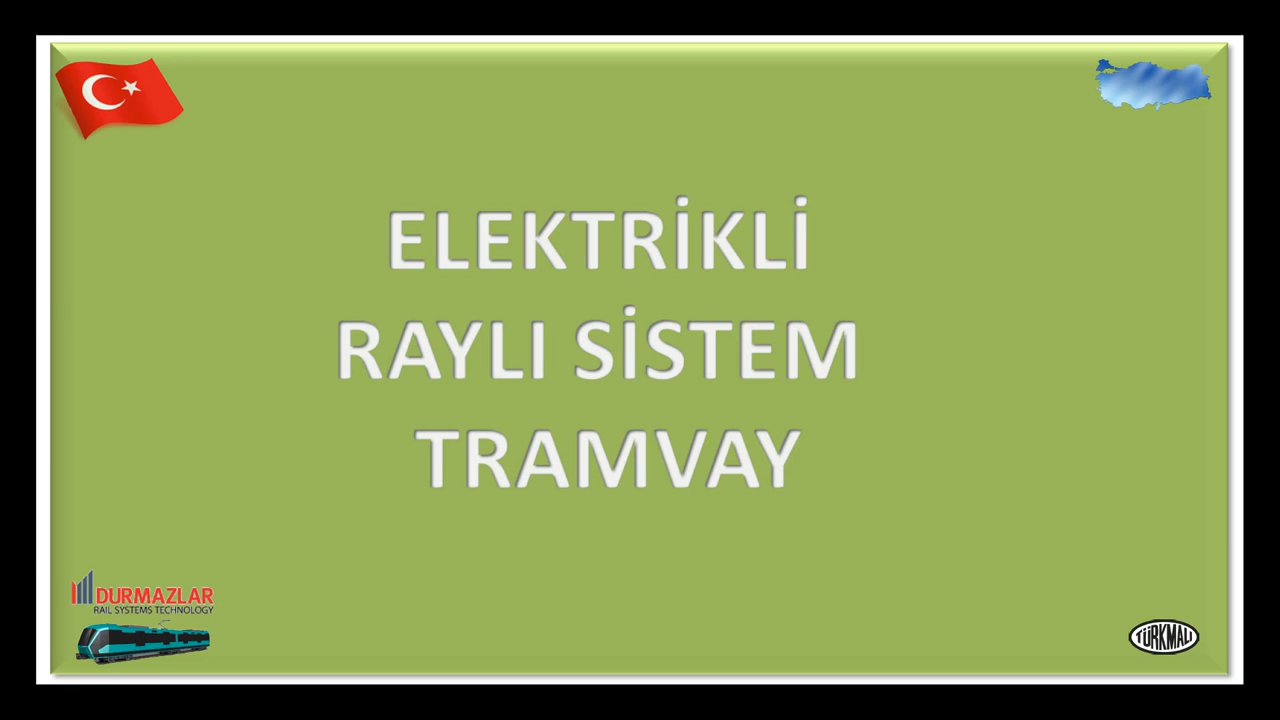 ELEKTRİKLİ
RAYLI SİSTEM
TRAMVAY
DURMAZLAR
RAIL SYSTEMS TECHNOLOGY
TÜRKMALI